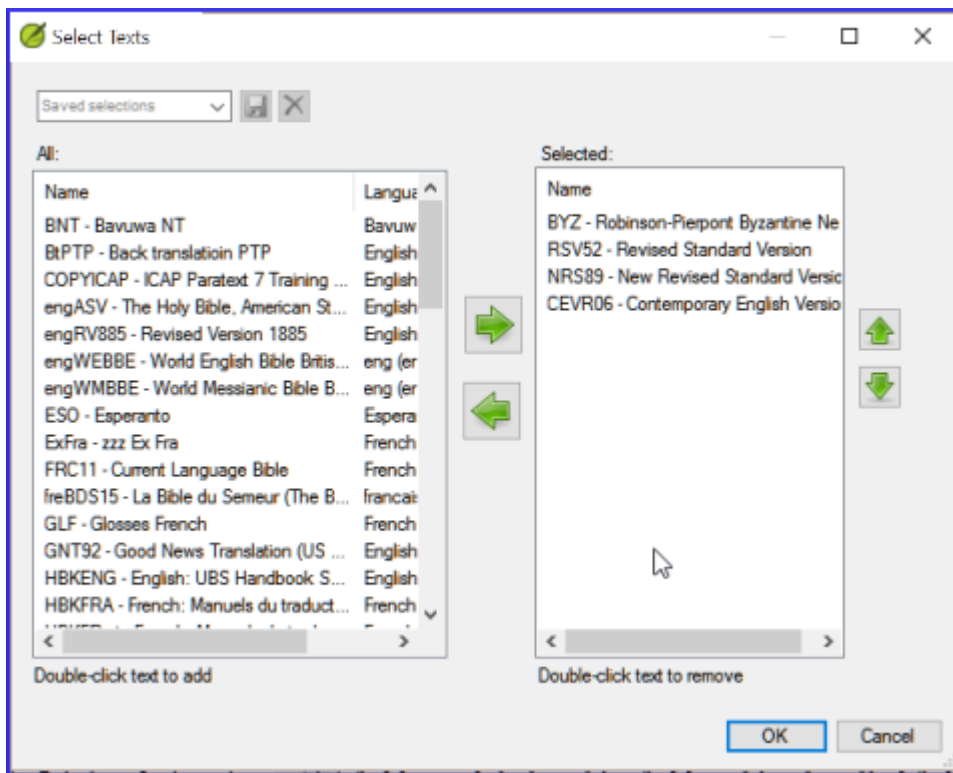 Select Texts
Saved selections
All:
Name Langua
BNT - Bavuwa NT Bavuw
BtPTP - Back translatioin PTP English
COPYICAP - ICAP Paratext 7 Training ... English
engASV - The Holy Bible, American St... English
engRV885 - Revised Version 1885 English
engWEBBE - World English Bible Britis... eng (er
engWMBBE - World Messianic Bible B... eng (er
ESO - Esperanto Espera
ExFra - zzz Ex Fra French
FRC11 - Current Language Bible French
freBDS15 - La Bible du Semeur (The B... francai
GLF - Glosses French French
GNT92 - Good News Translation (US ... English
HBKENG - English: UBS Handbook S... English
HBKFRA - French: Manuels du traduct... French
Double-click text to add
Selected:
Name
BYZ - Robinson-Pierpont Byzantine Ne
RSV52 - Revised Standard Version
NRS89 - New Revised Standard Versic
CEVR06 - Contemporary English Versio
Double-click text to remove
OK Cancel